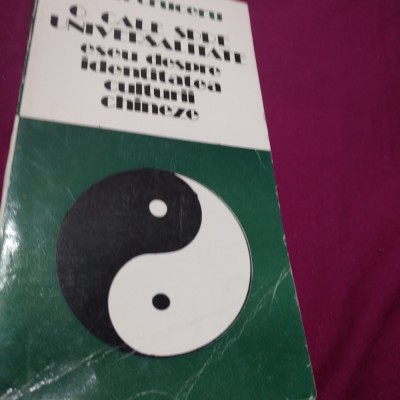 O CALE SPRE
UNIVERSALITATE
eseu despre
identitatea
culturii
chineze